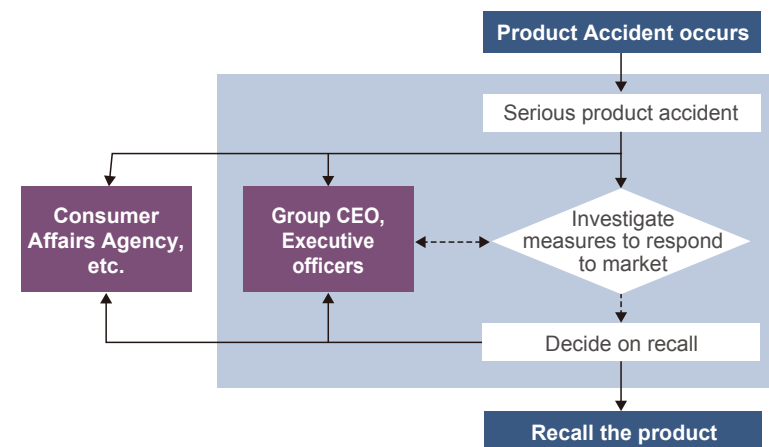 Product Accident occurs
Serious product accident
Consumer
Affairs Agency,
etc.
Group CEO,
Executive
officers
Investigate
measures to respond
to market
Decide on recall
Recall the product